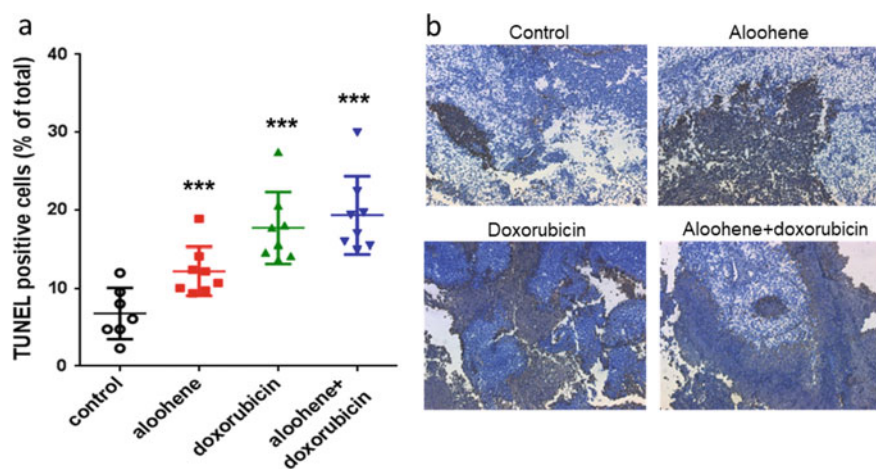 a
TUNEL positive cells (% of total)
40
30
20
10
0
***
***
***
control
aloohene
doxorubicin
aloohene+
doxorubicin
b
Control
Aloohene
Doxorubicin
Aloohene+doxorubicin